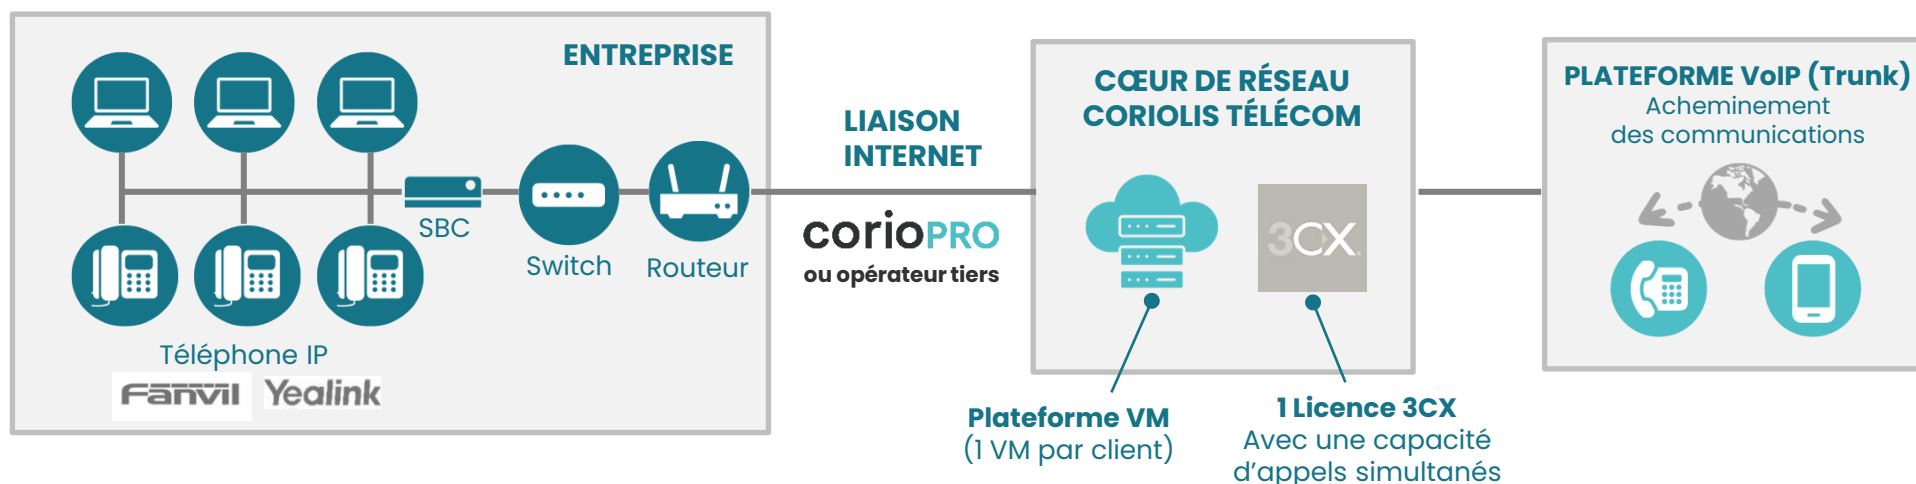 ENTREPRISE
SBC
Switch
Routeur
Téléphone IP
Fanvil
Yealink
LIAISON
INTERNET
corioPRO
ou opérateur tiers
CŒUR DE RÉSEAU
CORIOLIS TÉLÉCOM
3CX
Plateforme VM
(1 VM par client)
1 Licence 3CX
Avec une capacité
d'appels simultanés
PLATEFORME VoIP (Trunk)
Acheminement
des communications